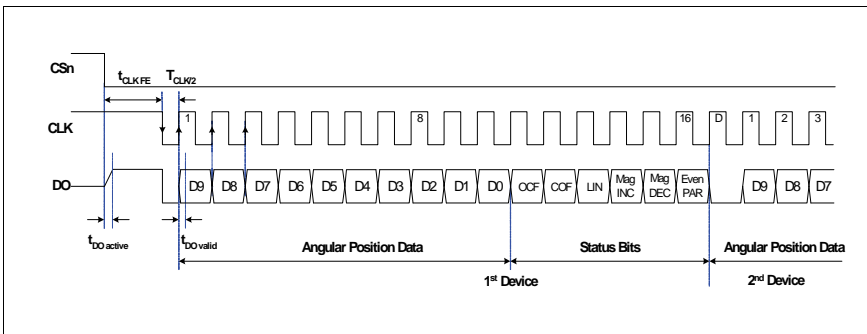 CSn
tCLK FE TCLK/2
CLK 1 8 16 D 1 2 3
DO D9 D8 D7 D6 D5 D4 D3 D2 D1 D0 OCF COF LIN Mag INC Mag DEC Even PAR D9 D8 D7
tDO active tDO valid
Angular Position Data Status Bits Angular Position Data
1st Device 2nd Device